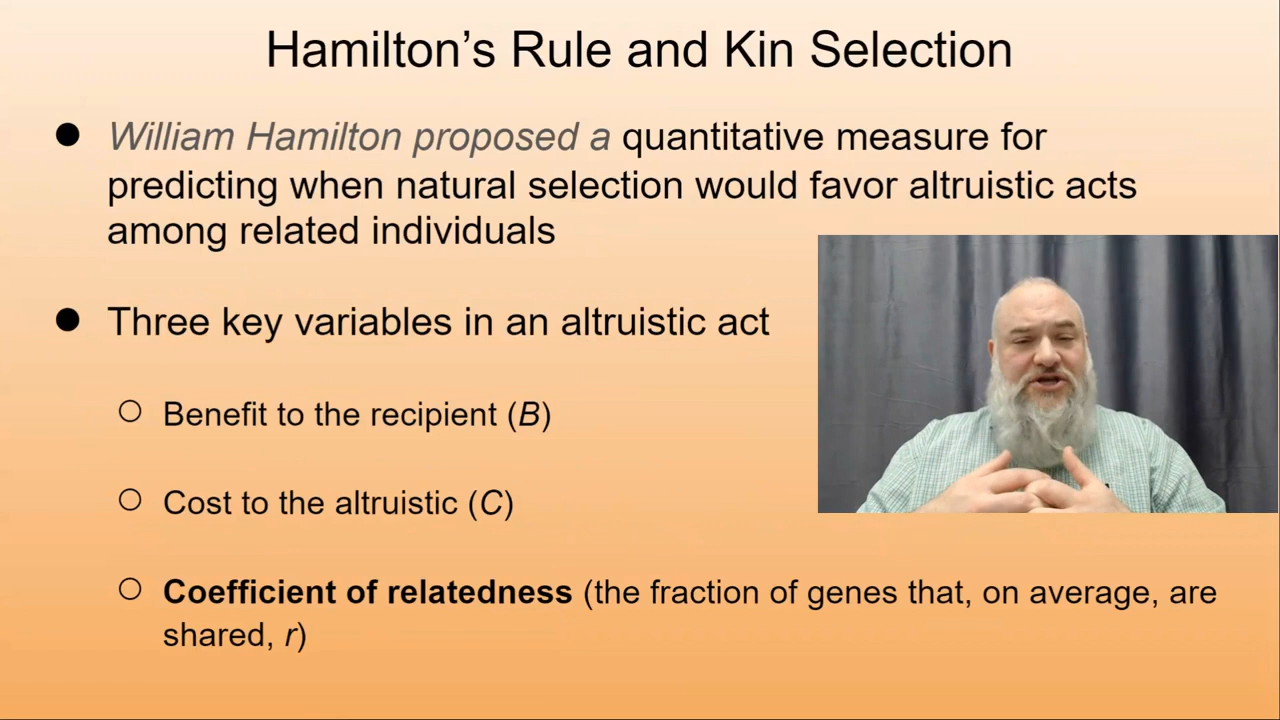 Hamilton’s Rule and Kin Selection
● William Hamilton proposed a quantitative measure for
predicting when natural selection would favor altruistic acts
among related individuals
● Three key variables in an altruistic act
○ Benefit to the recipient (B)
○ Cost to the altruistic (C)
○ Coefficient of relatedness (the fraction of genes that, on average, are
shared, r)